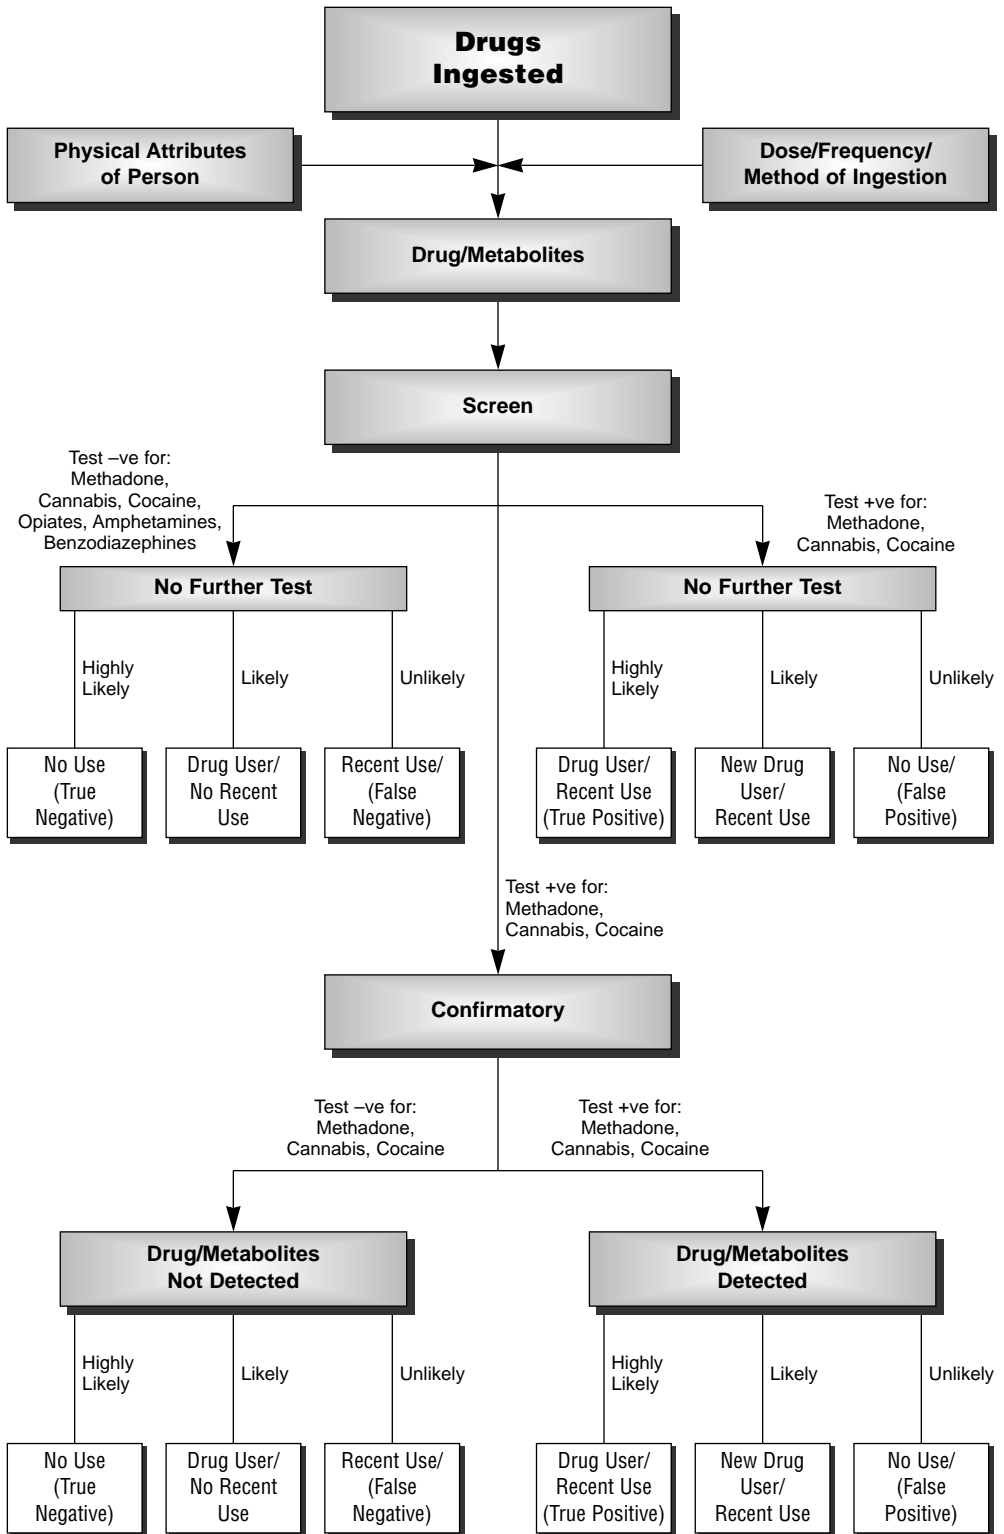 Drugs
Ingested
Physical Attributes
of Person
Dose/Frequency/
Method of Ingestion
Drug/Metabolites
Screen
Test –ve for:
Methadone,
Cannabis, Cocaine,
Opiates, Amphetamines,
Benzodiazephines
Test +ve for:
Methadone,
Cannabis, Cocaine
No Further Test
No Further Test
Highly
Likely
Likely
Unlikely
Highly
Likely
Likely
Unlikely
No Use
(True
Negative)
Drug User/
No Recent
Use
Recent Use/
(False
Negative)
Drug User/
Recent Use
(True Positive)
New Drug
User/
Recent Use
No Use/
(False
Positive)
Test +ve for:
Methadone,
Cannabis, Cocaine
Confirmatory
Test –ve for:
Methadone,
Cannabis, Cocaine
Test +ve for:
Methadone,
Cannabis, Cocaine
Drug/Metabolites
Not Detected
Drug/Metabolites
Detected
Highly
Likely
Likely
Unlikely
Highly
Likely
Likely
Unlikely
No Use
(True
Negative)
Drug User/
No Recent
Use
Recent Use/
(False
Negative)
Drug User/
Recent Use
(True Positive)
New Drug
User/
Recent Use
No Use/
(False
Positive)